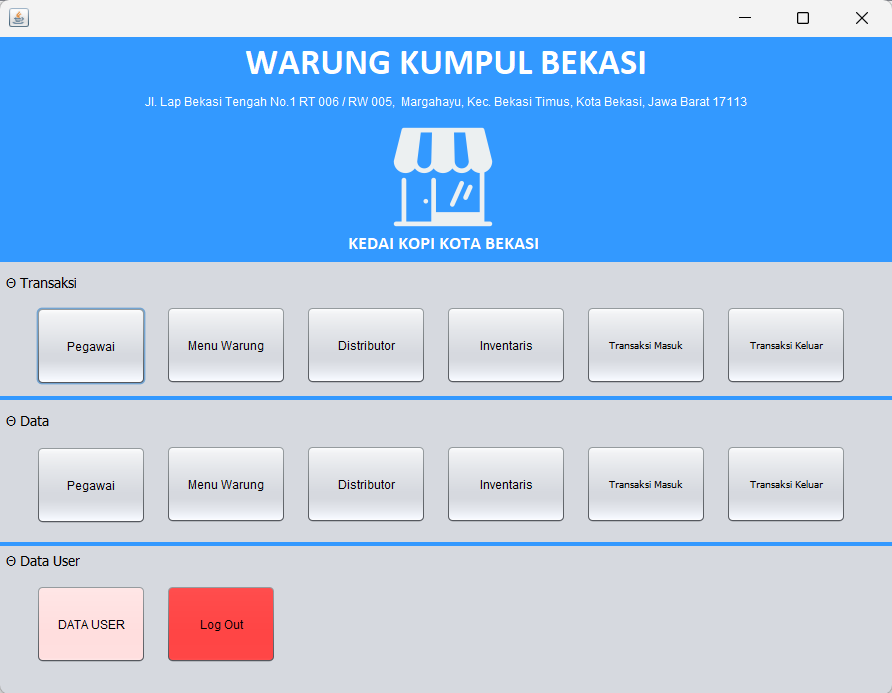 WARUNG KUMPUL BEKASI
Jl. Lap Bekasi Tengah No.1 RT 006 / RW 005,  Margahayu, Kec. Bekasi Timus, Kota Bekasi, Jawa Barat 17113
KEDAI KOPI KOTA BEKASI
Θ Transaksi
Pegawai Menu Warung Distributor Inventaris Transaksi Masuk Transaksi Keluar
Θ Data
Pegawai Menu Warung Distributor Inventaris Transaksi Masuk Transaksi Keluar
Θ Data User
DATA USER Log Out